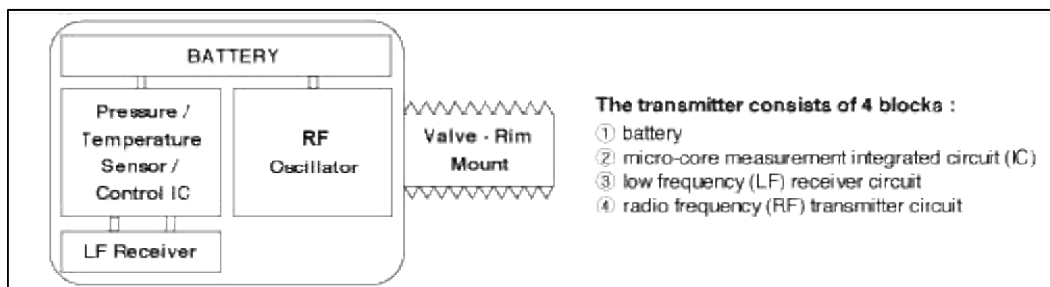 BATTERY
Pressure /
Temperature
Sensor /
Control IC
RF
Oscillator
Valve - Rim
Mount
LF Receiver
The transmitter consists of 4 blocks :
① battery
② micro-core measurement integrated circuit (IC)
③ low frequency (LF) receiver circuit
④ radio frequency (RF) transmitter circuit